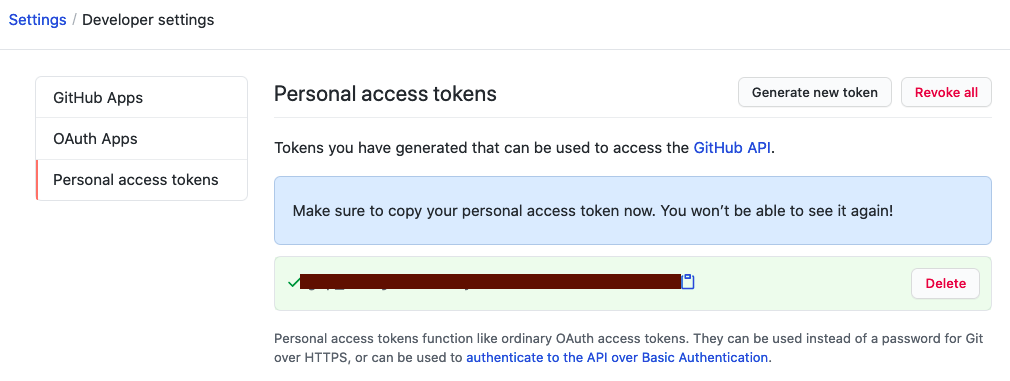 Settings / Developer settings
GitHub Apps
OAuth Apps
Personal access tokens
Personal access tokens
Generate new token
Revoke all
Tokens you have generated that can be used to access the GitHub API.
Make sure to copy your personal access token now. You won’t be able to see it again!
Delete
Personal access tokens function like ordinary OAuth access tokens. They can be used instead of a password for Git
over HTTPS, or can be used to authenticate to the API over Basic Authentication.